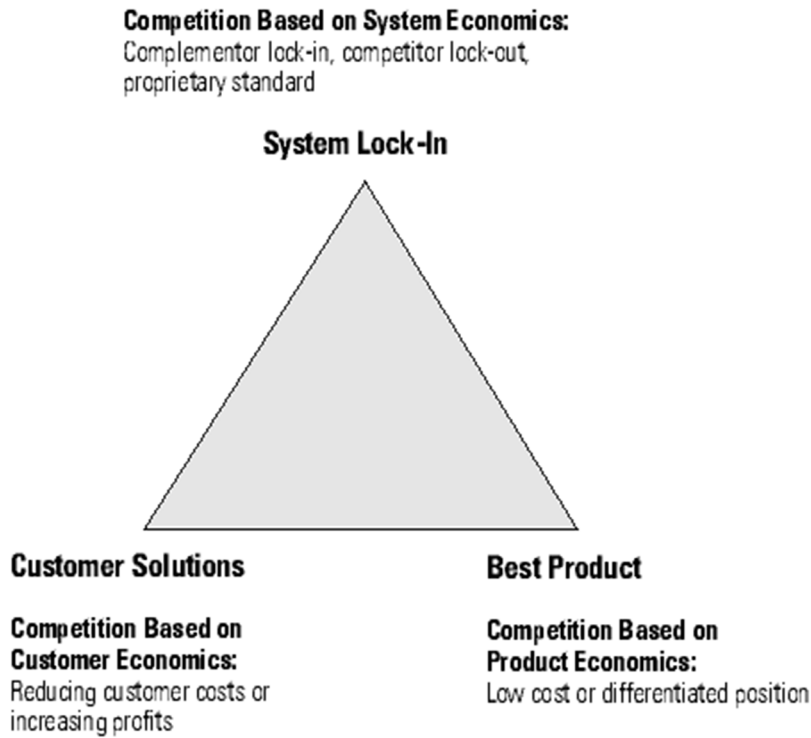 Competition Based on System Economics:
Complementor lock-in, competitor lock-out,
proprietary standard
System Lock-In
Customer Solutions
Competition Based on
Customer Economics:
Reducing customer costs or
increasing profits
Best Product
Competition Based on
Product Economics:
Low cost or differentiated position